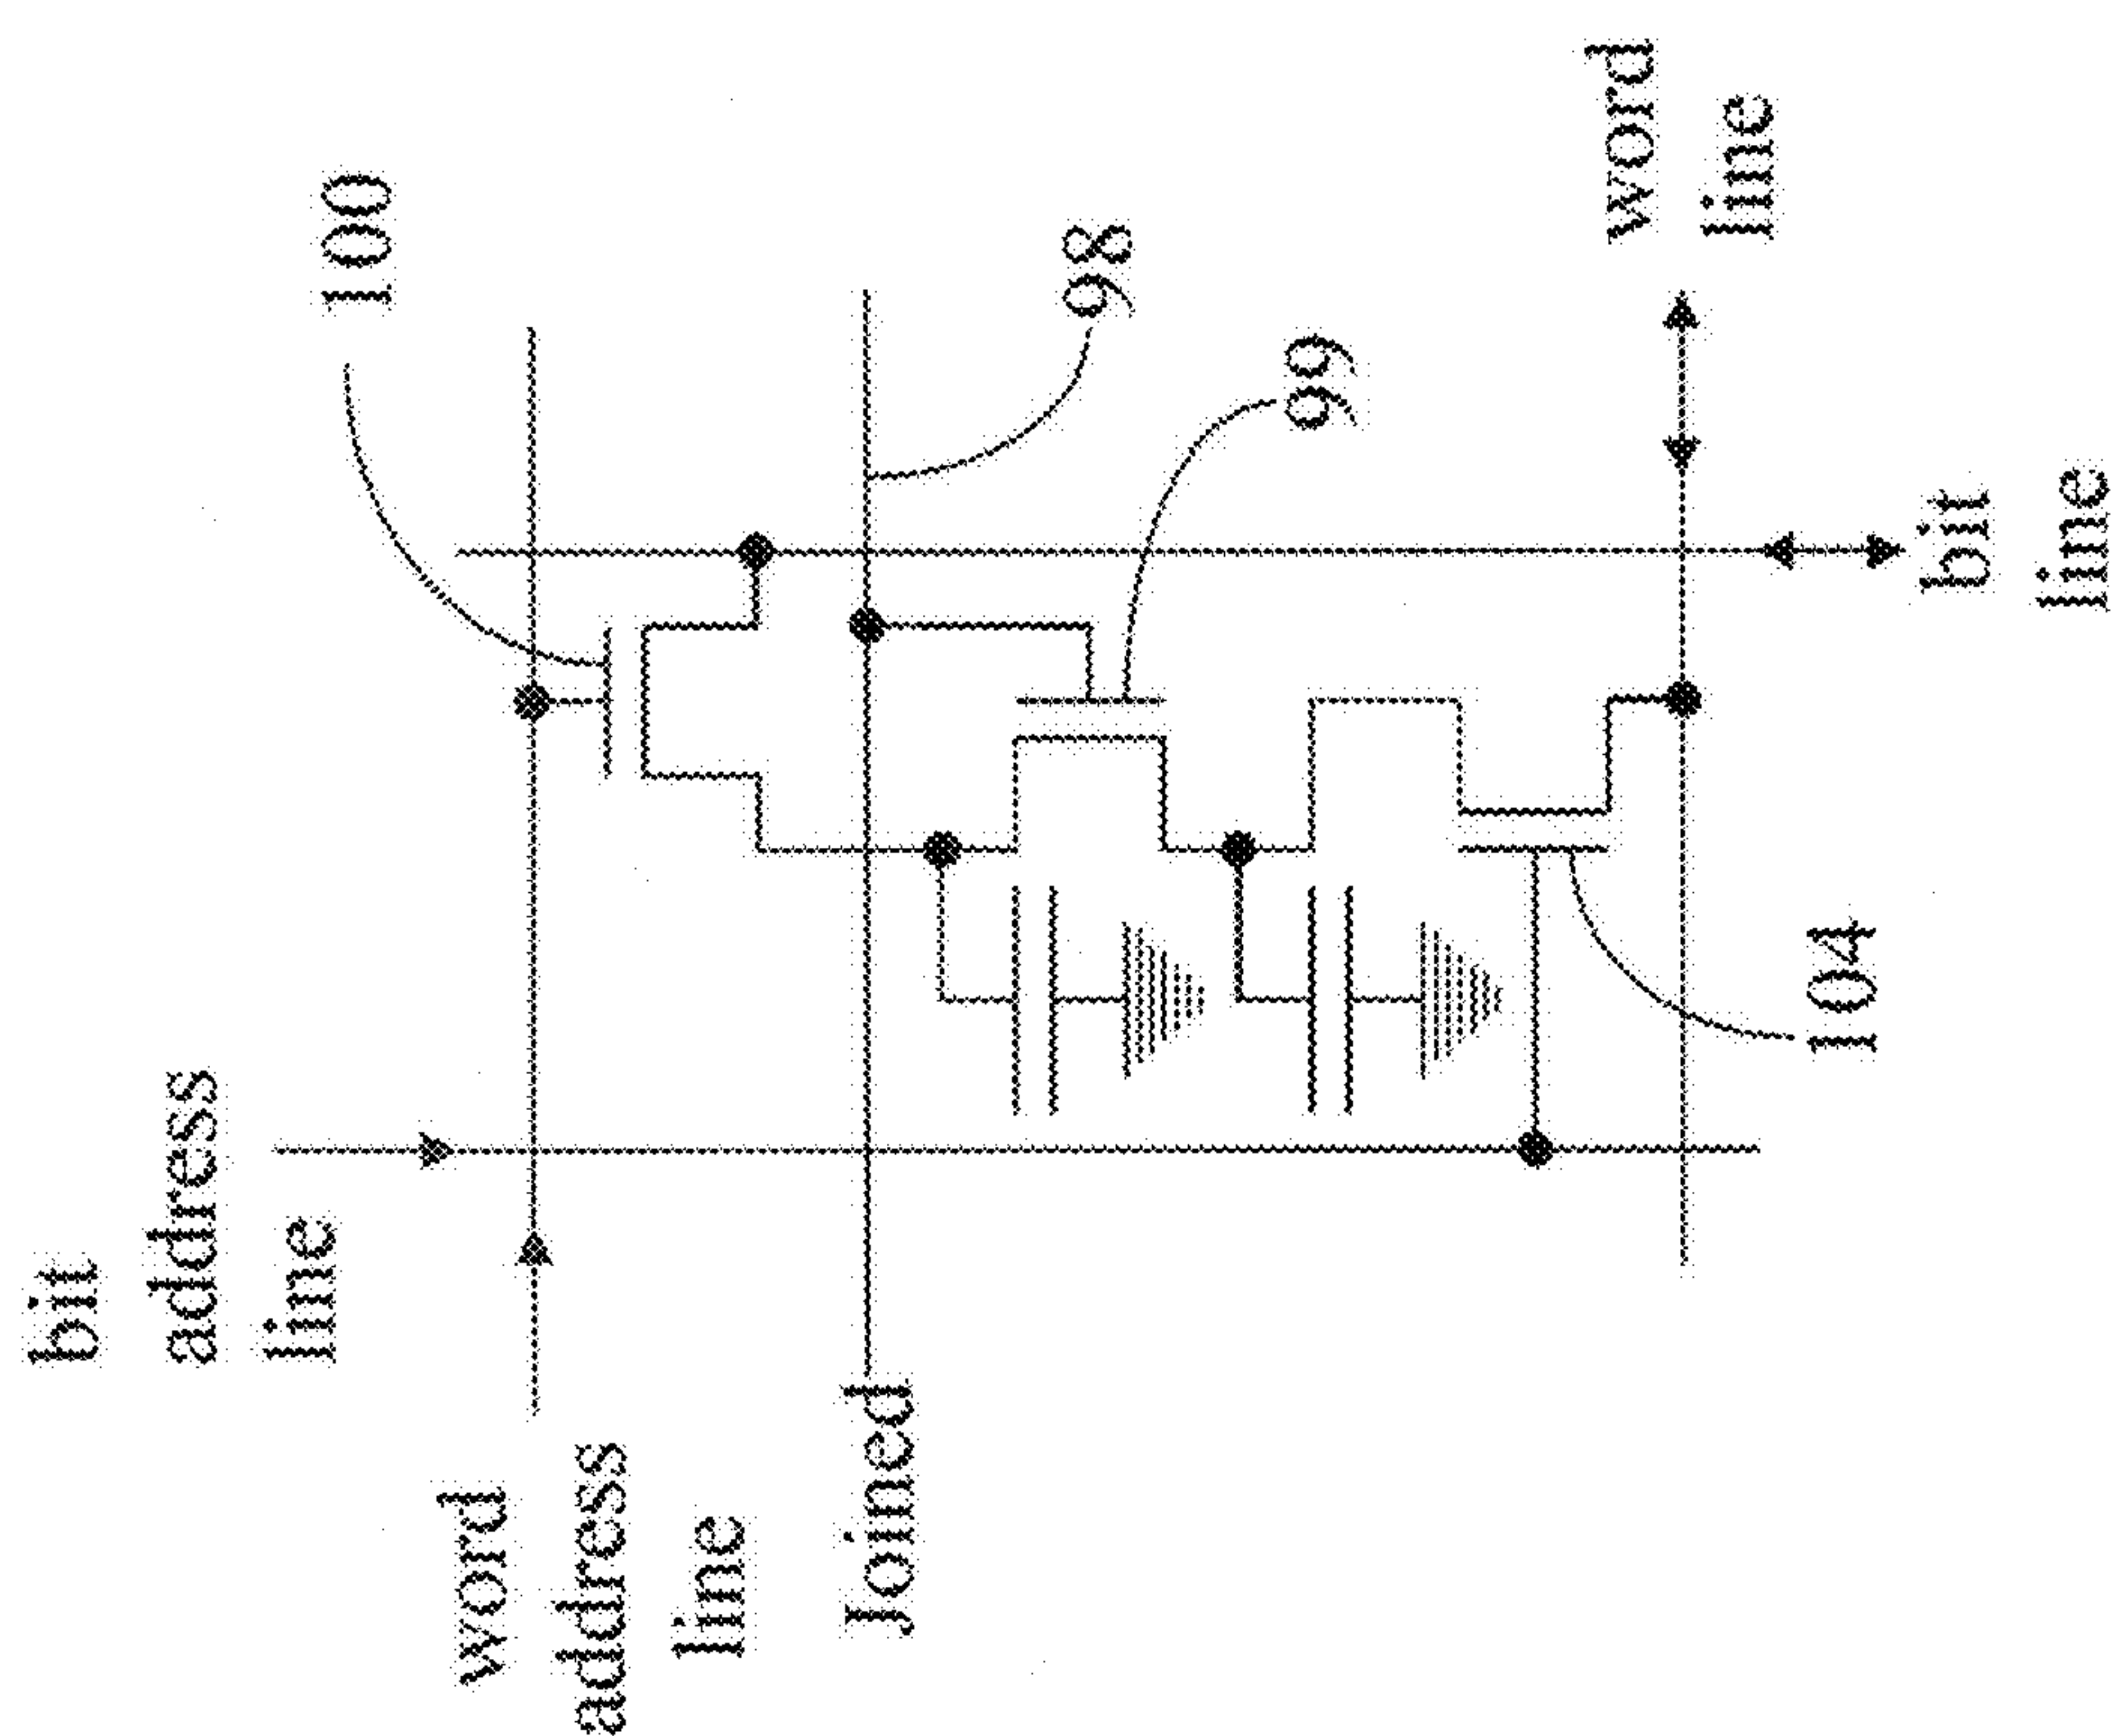 bit
address
line
word
address
line
Joined
100
98
99
104
word
line
bit
line